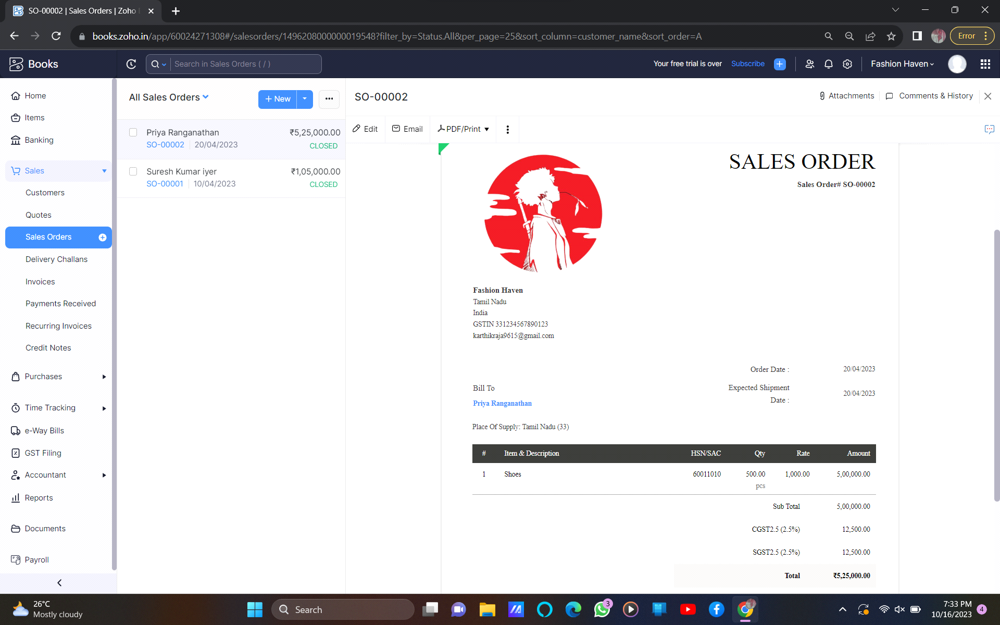 SO-00002 | Sales Orders | Zoho
books.zoho.in/app/60024271308#/salesorders/1496208000000019548?filter_by=Status.All&per_page=25&sort_column=customer_name&sort_order=A
Error
Books
Search in Sales Orders ( / )
Your free trial is over
Subscribe
Fashion Haven
Home
Items
Banking
Sales
Customers
Quotes
Sales Orders
Delivery Challans
Invoices
Payments Received
Recurring Invoices
Credit Notes
Purchases
Time Tracking
e-Way Bills
GST Filing
Accountant
Reports
Documents
Payroll
All Sales Orders
New
Priya Ranganathan ₹5,25,000.00
SO-00002 20/04/2023 CLOSED
Suresh Kumar iyer ₹1,05,000.00
SO-00001 10/04/2023 CLOSED
SO-00002
Attachments
Comments & History
Edit
Email
PDF/Print
SALES ORDER
Sales Order# SO-00002
Fashion Haven
Tamil Nadu
India
GSTIN 331234567890123
karthikraja9615@gmail.com
Order Date : 20/04/2023
Bill To
Priya Ranganathan
Expected Shipment
Date : 20/04/2023
Place Of Supply: Tamil Nadu (33)
# Item & Description HSN/SAC Qty Rate Amount
1 Shoes 60011010 500.00 1,000.00 5,00,000.00
pcs
Sub Total 5,00,000.00
CGST2.5 (2.5%) 12,500.00
SGST2.5 (2.5%) 12,500.00
Total ₹5,25,000.00
26°C
Mostly cloudy
Search
3
7:33 PM
10/16/2023
4